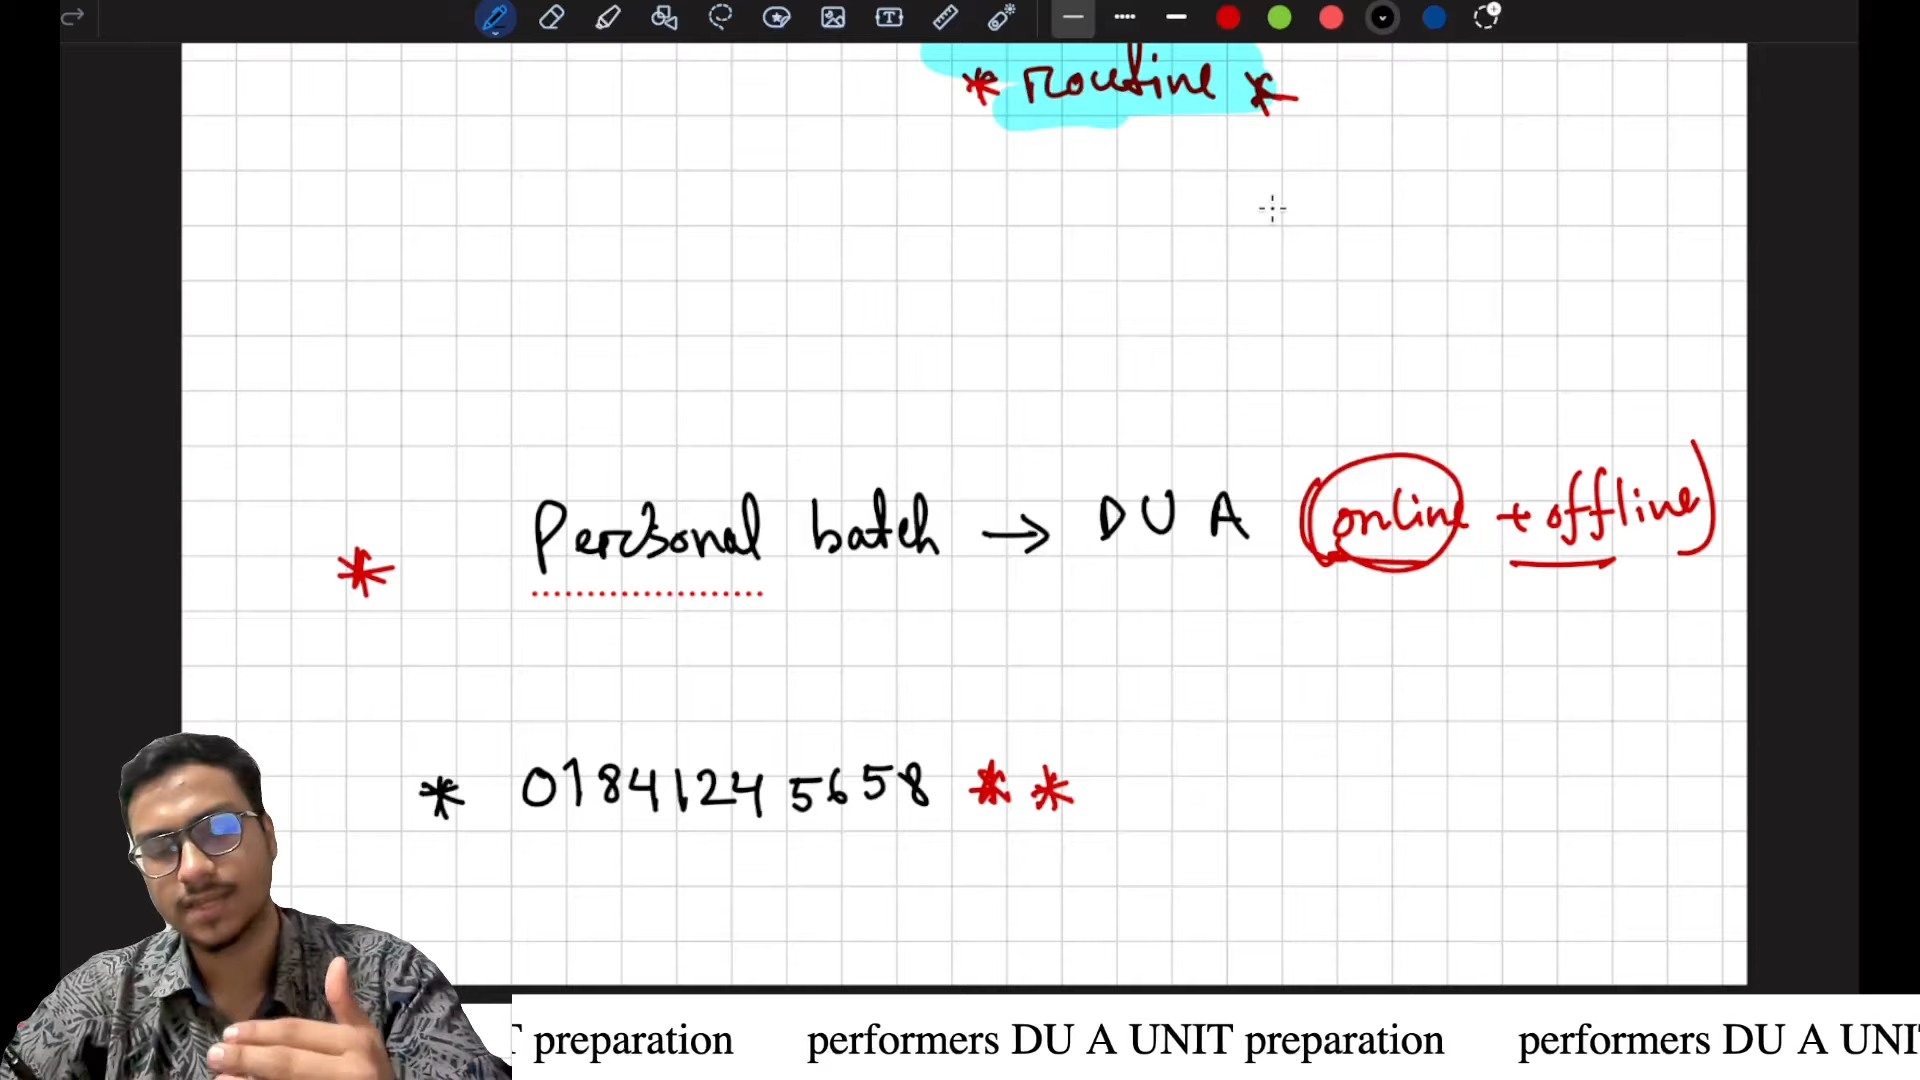 * routine *
* Personal batch → DU A (online + offline)
* 01841245658 * *
T preparation performers DU A UNIT preparation performers DU A UNI